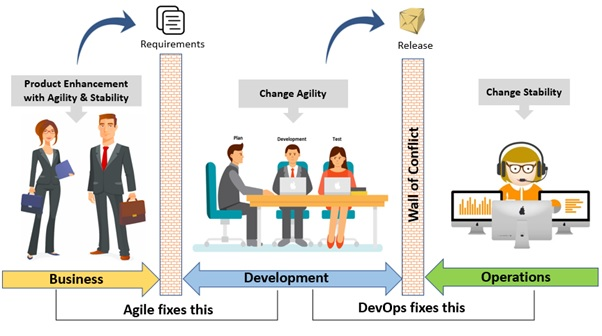 Requirements
Release
Product Enhancement
with Agility & Stability
Change Agility
Change Stability
Plan
Development
Test
Wall of Conflict
Business
Development
Operations
Agile fixes this
DevOps fixes this